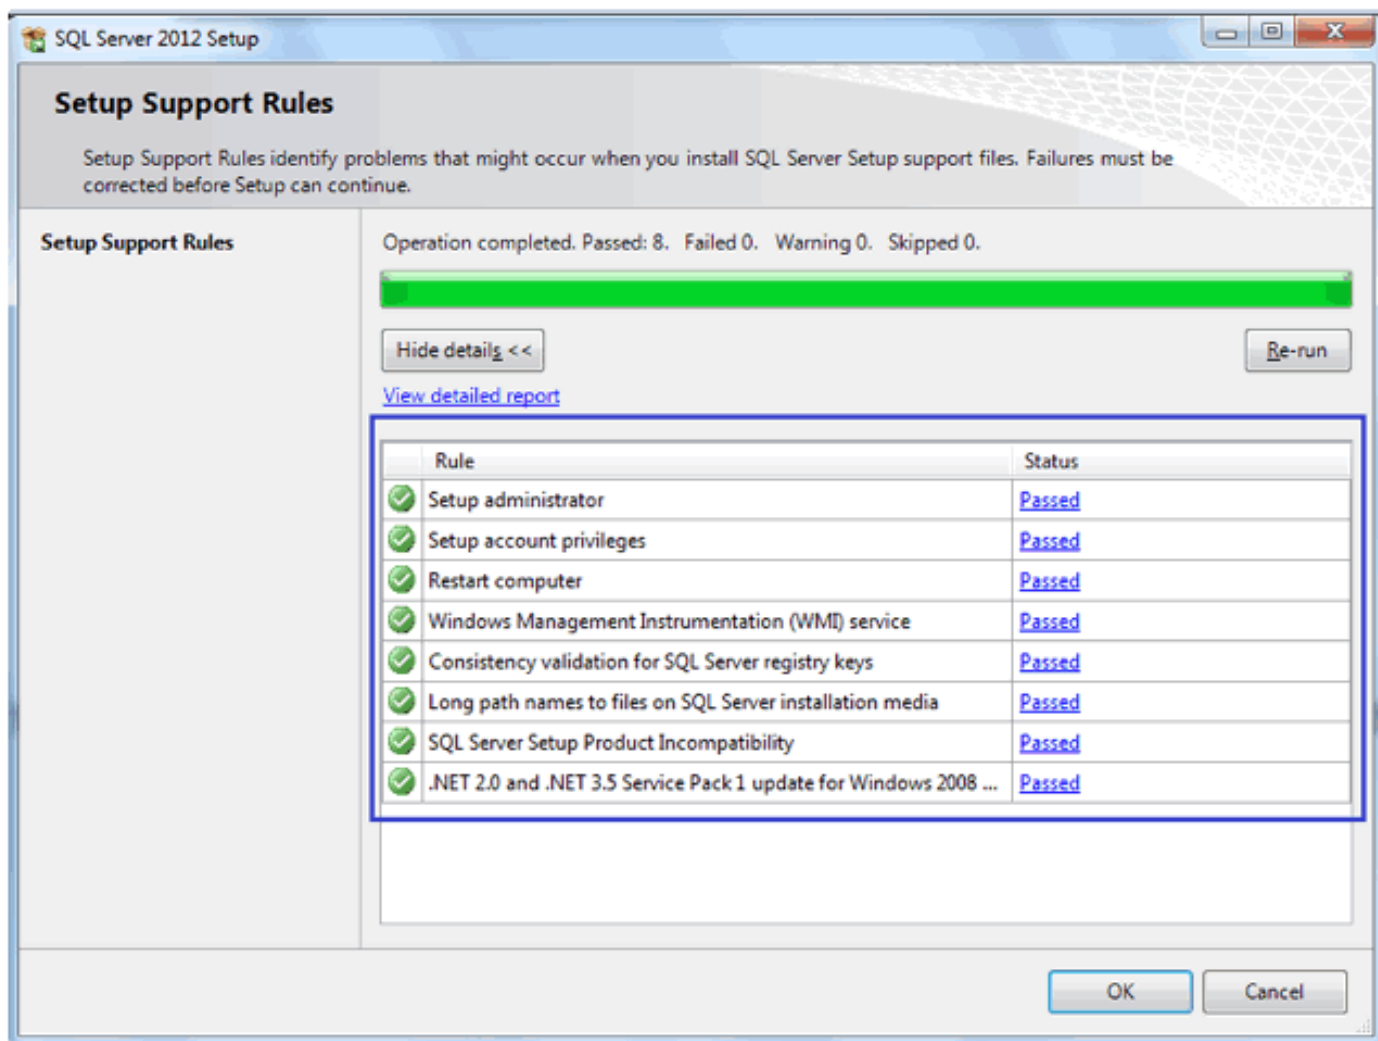 SQL Server 2012 Setup
Setup Support Rules
Setup Support Rules identify problems that might occur when you install SQL Server Setup support files. Failures must be
corrected before Setup can continue.
Setup Support Rules
Operation completed. Passed: 8.   Failed 0.   Warning 0.   Skipped 0.
Hide details <<
Re-run
View detailed report
Rule Status
Setup administrator Passed
Setup account privileges Passed
Restart computer Passed
Windows Management Instrumentation (WMI) service Passed
Consistency validation for SQL Server registry keys Passed
Long path names to files on SQL Server installation media Passed
SQL Server Setup Product Incompatibility Passed
.NET 2.0 and .NET 3.5 Service Pack 1 update for Windows 2008 ... Passed
OK Cancel